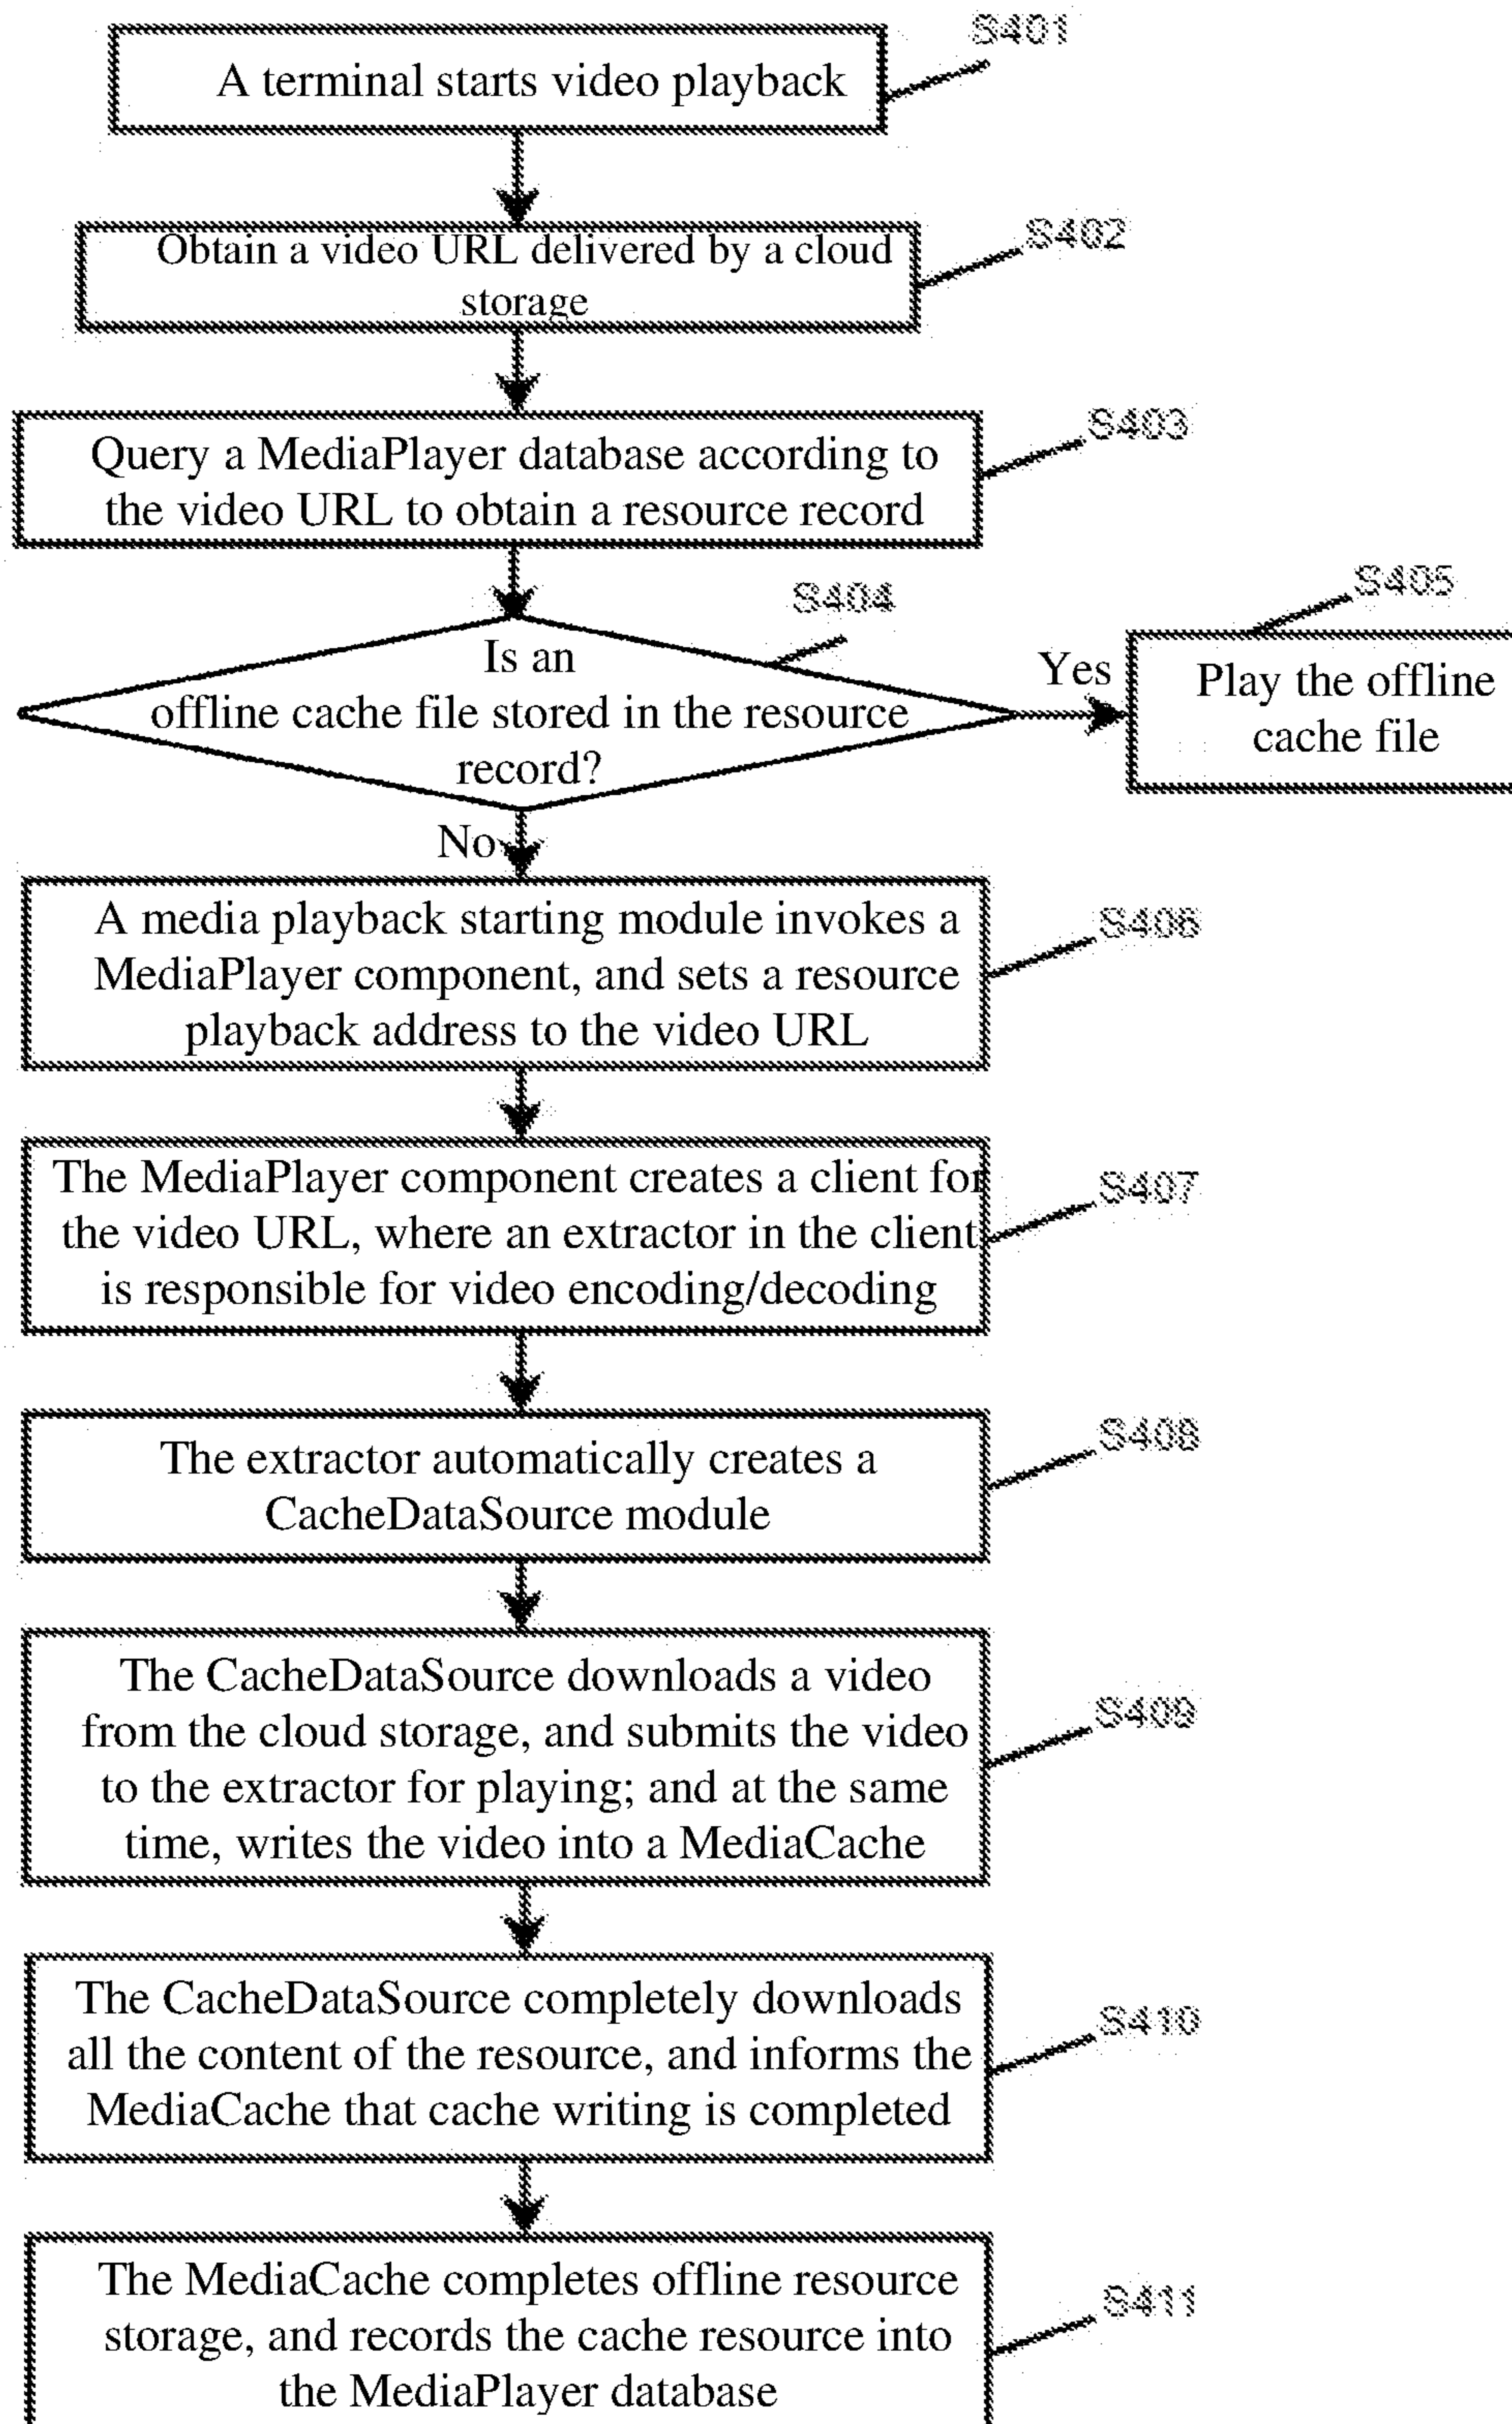 S401
A terminal starts video playback
S402
Obtain a video URL delivered by a cloud
storage
S403
Query a MediaPlayer database according to
the video URL to obtain a resource record
S404
Is an
offline cache file stored in the resource
record?
Yes
S405
Play the offline
cache file
No
S406
A media playback starting module invokes a
MediaPlayer component, and sets a resource
playback address to the video URL
S407
The MediaPlayer component creates a client for
the video URL, where an extractor in the client
is responsible for video encoding/decoding
S408
The extractor automatically creates a
CacheDataSource module
S409
The CacheDataSource downloads a video
from the cloud storage, and submits the video
to the extractor for playing; and at the same
time, writes the video into a MediaCache
S410
The CacheDataSource completely downloads
all the content of the resource, and informs the
MediaCache that cache writing is completed
S411
The MediaCache completes offline resource
storage, and records the cache resource into
the MediaPlayer database